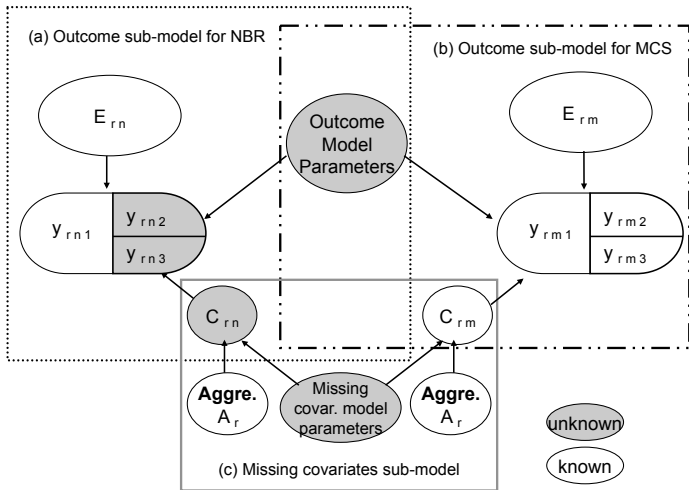 (a) Outcome sub-model for NBR
(b) Outcome sub-model for MCS
E r n
Outcome
Model
Parameters
E r m
y r n 1
y r n 2
y r n 3
y r m 1
y r m 2
y r m 3
C r n
C r m
Aggre.
A r
Missing
covar. model
parameters
Aggre.
A r
unknown
known
(c) Missing covariates sub-model